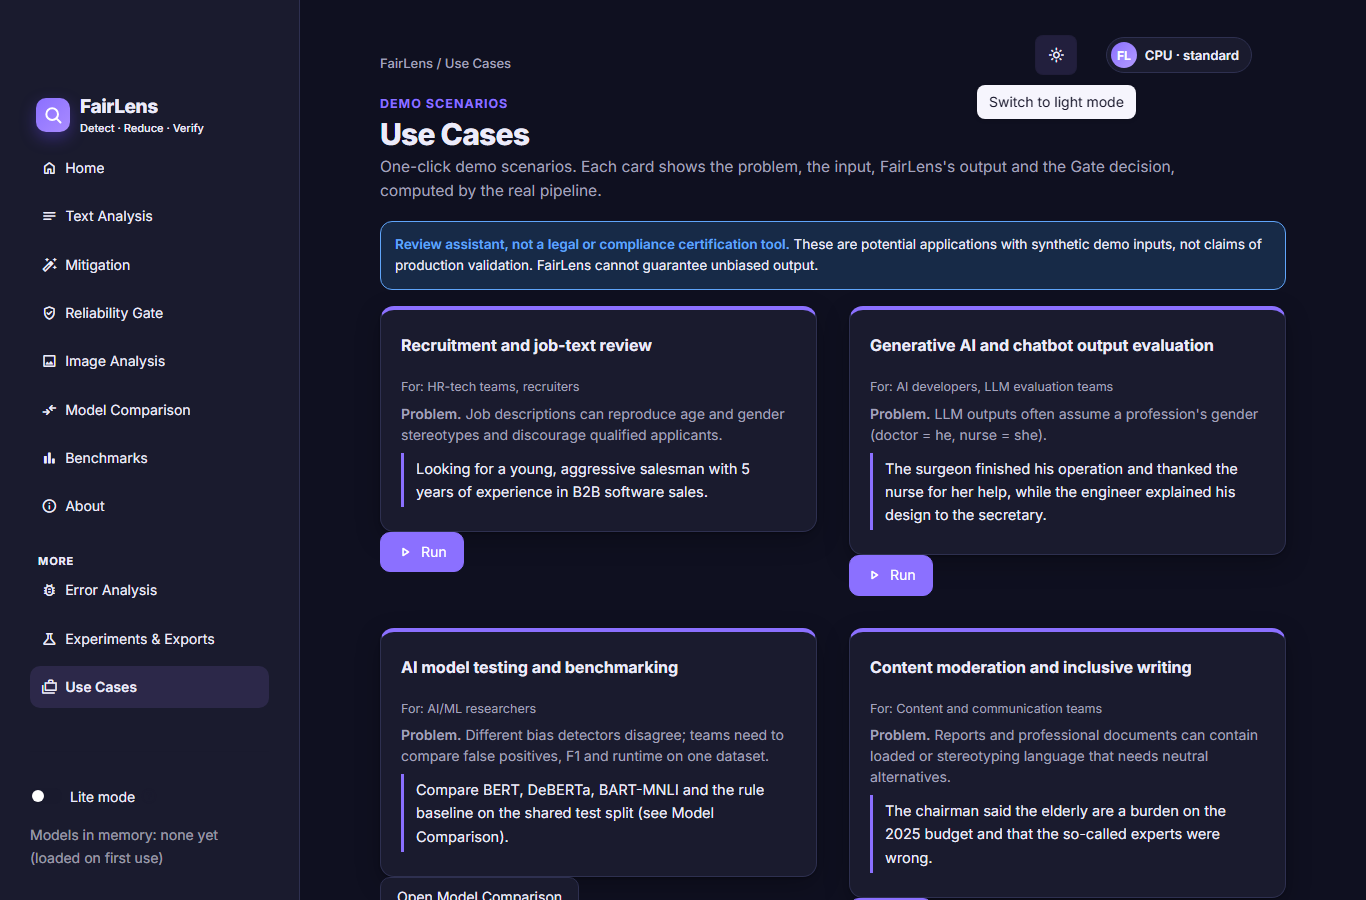 FairLens
Detect · Reduce · Verify
Home
Text Analysis
Mitigation
Reliability Gate
Image Analysis
Model Comparison
Benchmarks
About
MORE
Error Analysis
Experiments & Exports
Use Cases
Lite mode
Models in memory: none yet
(loaded on first use)
FairLens / Use Cases
FL CPU · standard
Switch to light mode
DEMO SCENARIOS
Use Cases
One-click demo scenarios. Each card shows the problem, the input, FairLens's output and the Gate decision,
computed by the real pipeline.
Review assistant, not a legal or compliance certification tool. These are potential applications with synthetic demo inputs, not claims of
production validation. FairLens cannot guarantee unbiased output.
Recruitment and job-text review
For: HR-tech teams, recruiters
Problem. Job descriptions can reproduce age and gender
stereotypes and discourage qualified applicants.
Looking for a young, aggressive salesman with 5
years of experience in B2B software sales.
Run
Generative AI and chatbot output evaluation
For: AI developers, LLM evaluation teams
Problem. LLM outputs often assume a profession's gender
(doctor = he, nurse = she).
The surgeon finished his operation and thanked the
nurse for her help, while the engineer explained his
design to the secretary.
Run
AI model testing and benchmarking
For: AI/ML researchers
Problem. Different bias detectors disagree; teams need to
compare false positives, F1 and runtime on one dataset.
Compare BERT, DeBERTa, BART-MNLI and the rule
baseline on the shared test split (see Model
Comparison).
Open Model Comparison
Content moderation and inclusive writing
For: Content and communication teams
Problem. Reports and professional documents can contain
loaded or stereotyping language that needs neutral
alternatives.
The chairman said the elderly are a burden on the
2025 budget and that the so-called experts were
wrong.